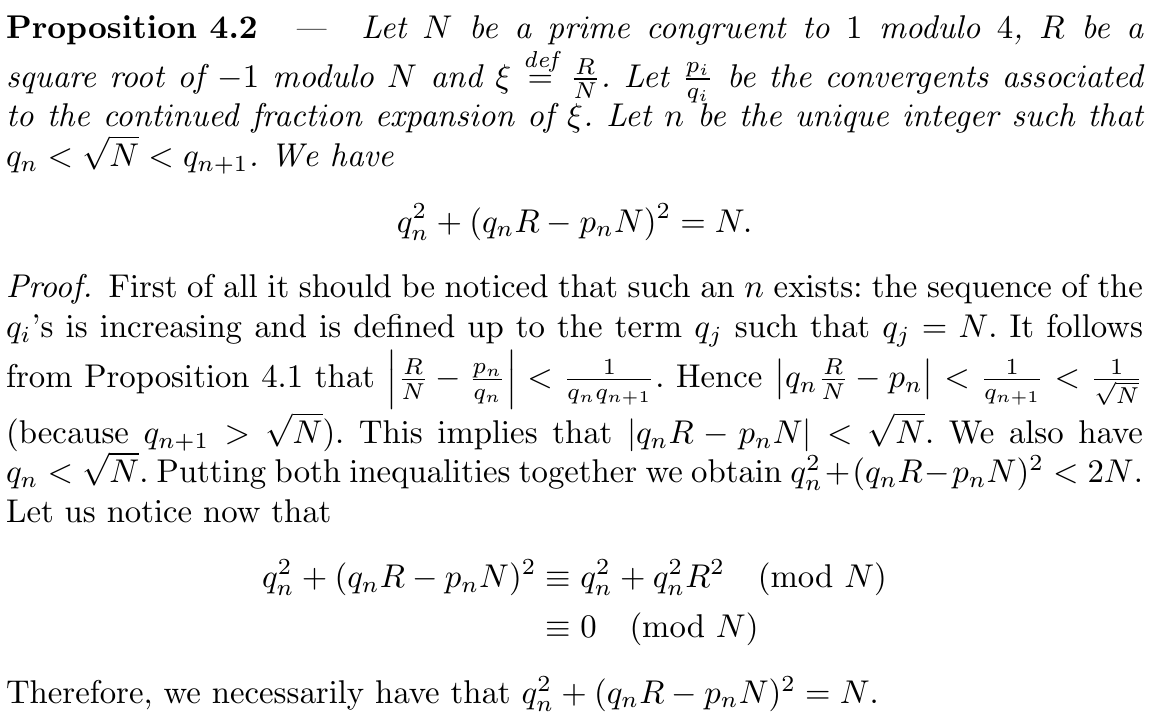 Proposition 4.2 — Let N be a prime congruent to 1 modulo 4, R be a
square root of −1 modulo N and ξ $\stackrel{def}{=}$ $\frac{R}{N}$. Let $\frac{p_i}{q_i}$ be the convergents associated
to the continued fraction expansion of ξ. Let n be the unique integer such that
$q_n < \sqrt{N} < q_{n+1}$. We have
$q_n^2 + (q_n R - p_n N)^2 = N.$
Proof. First of all it should be noticed that such an n exists: the sequence of the
$q_i$'s is increasing and is defined up to the term $q_j$ such that $q_j = N$. It follows
from Proposition 4.1 that $\left|\frac{R}{N} - \frac{p_n}{q_n}\right| < \frac{1}{q_n q_{n+1}}$. Hence $\left|q_n \frac{R}{N} - p_n\right| < \frac{1}{q_{n+1}} < \frac{1}{\sqrt{N}}$
(because $q_{n+1} > \sqrt{N}$). This implies that $|q_n R - p_n N| < \sqrt{N}$. We also have
$q_n < \sqrt{N}$. Putting both inequalities together we obtain $q_n^2 + (q_n R - p_n N)^2 < 2N$.
Let us notice now that
$q_n^2 + (q_n R - p_n N)^2 \equiv q_n^2 + q_n^2 R^2 \pmod{N}$
$\equiv 0 \pmod{N}$
Therefore, we necessarily have that $q_n^2 + (q_n R - p_n N)^2 = N$.